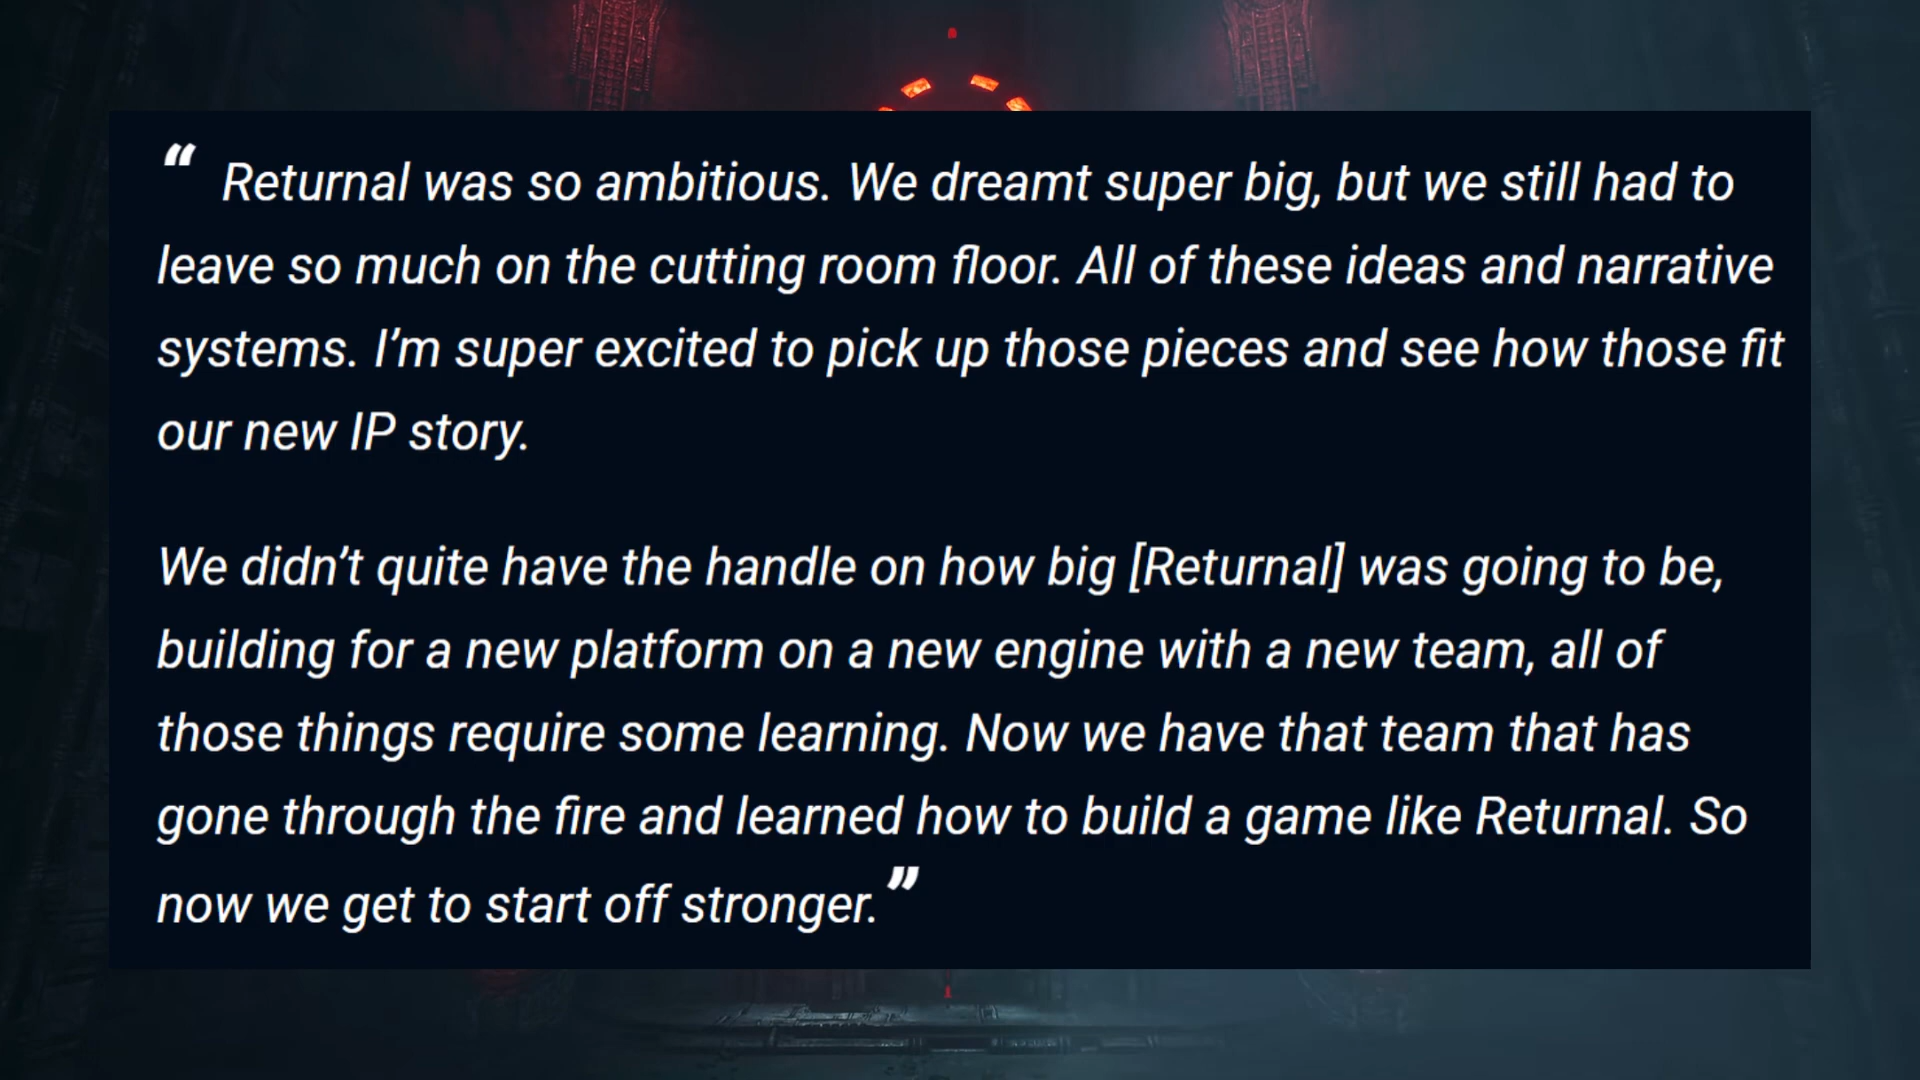 “ Returnal was so ambitious. We dreamt super big, but we still had to
leave so much on the cutting room floor. All of these ideas and narrative
systems. I’m super excited to pick up those pieces and see how those fit
our new IP story.
We didn’t quite have the handle on how big [Returnal] was going to be,
building for a new platform on a new engine with a new team, all of
those things require some learning. Now we have that team that has
gone through the fire and learned how to build a game like Returnal. So
now we get to start off stronger.”